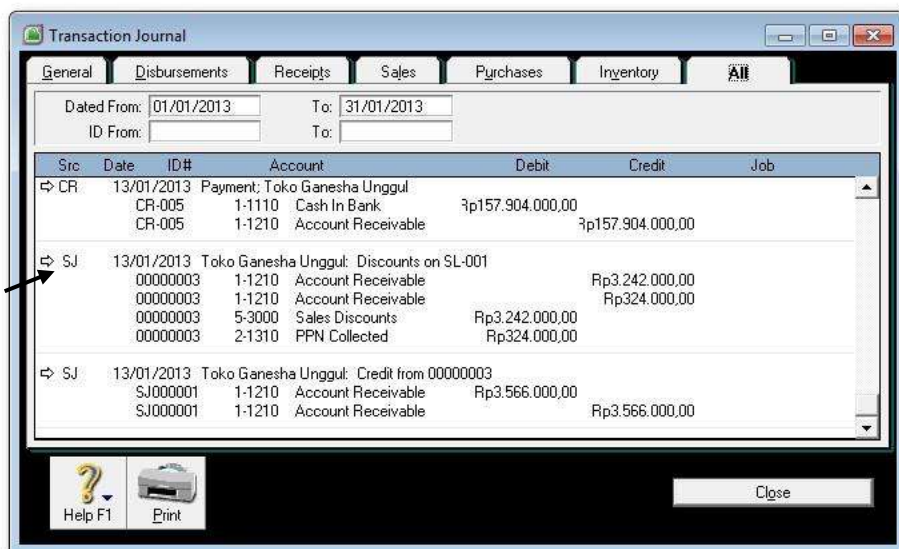 Transaction Journal
General Disbursements Receipts Sales Purchases Inventory All
Dated From: 01/01/2013 To: 31/01/2013
ID From: To:
Src Date ID# Account Debit Credit Job
CR 13/01/2013 Payment; Toko Ganesha Unggul
CR-005 1-1110 Cash In Bank Rp157.904.000,00
CR-005 1-1210 Account Receivable Rp157.904.000,00
SJ 13/01/2013 Toko Ganesha Unggul: Discounts on SL-001
00000003 1-1210 Account Receivable Rp3.242.000,00
00000003 1-1210 Account Receivable Rp324.000,00
00000003 5-3000 Sales Discounts Rp3.242.000,00
00000003 2-1310 PPN Collected Rp324.000,00
SJ 13/01/2013 Toko Ganesha Unggul: Credit from 00000003
SJ000001 1-1210 Account Receivable Rp3.566.000,00
SJ000001 1-1210 Account Receivable Rp3.566.000,00
Help F1 Print Close